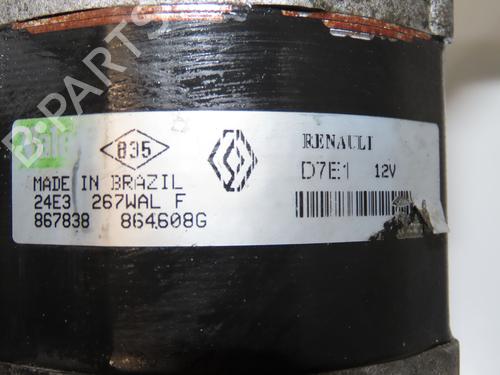 835
RENAULT
D7E1 12V
MADE IN BRAZIL
24E3 267WAL F
867838 864608G
B-PARTS